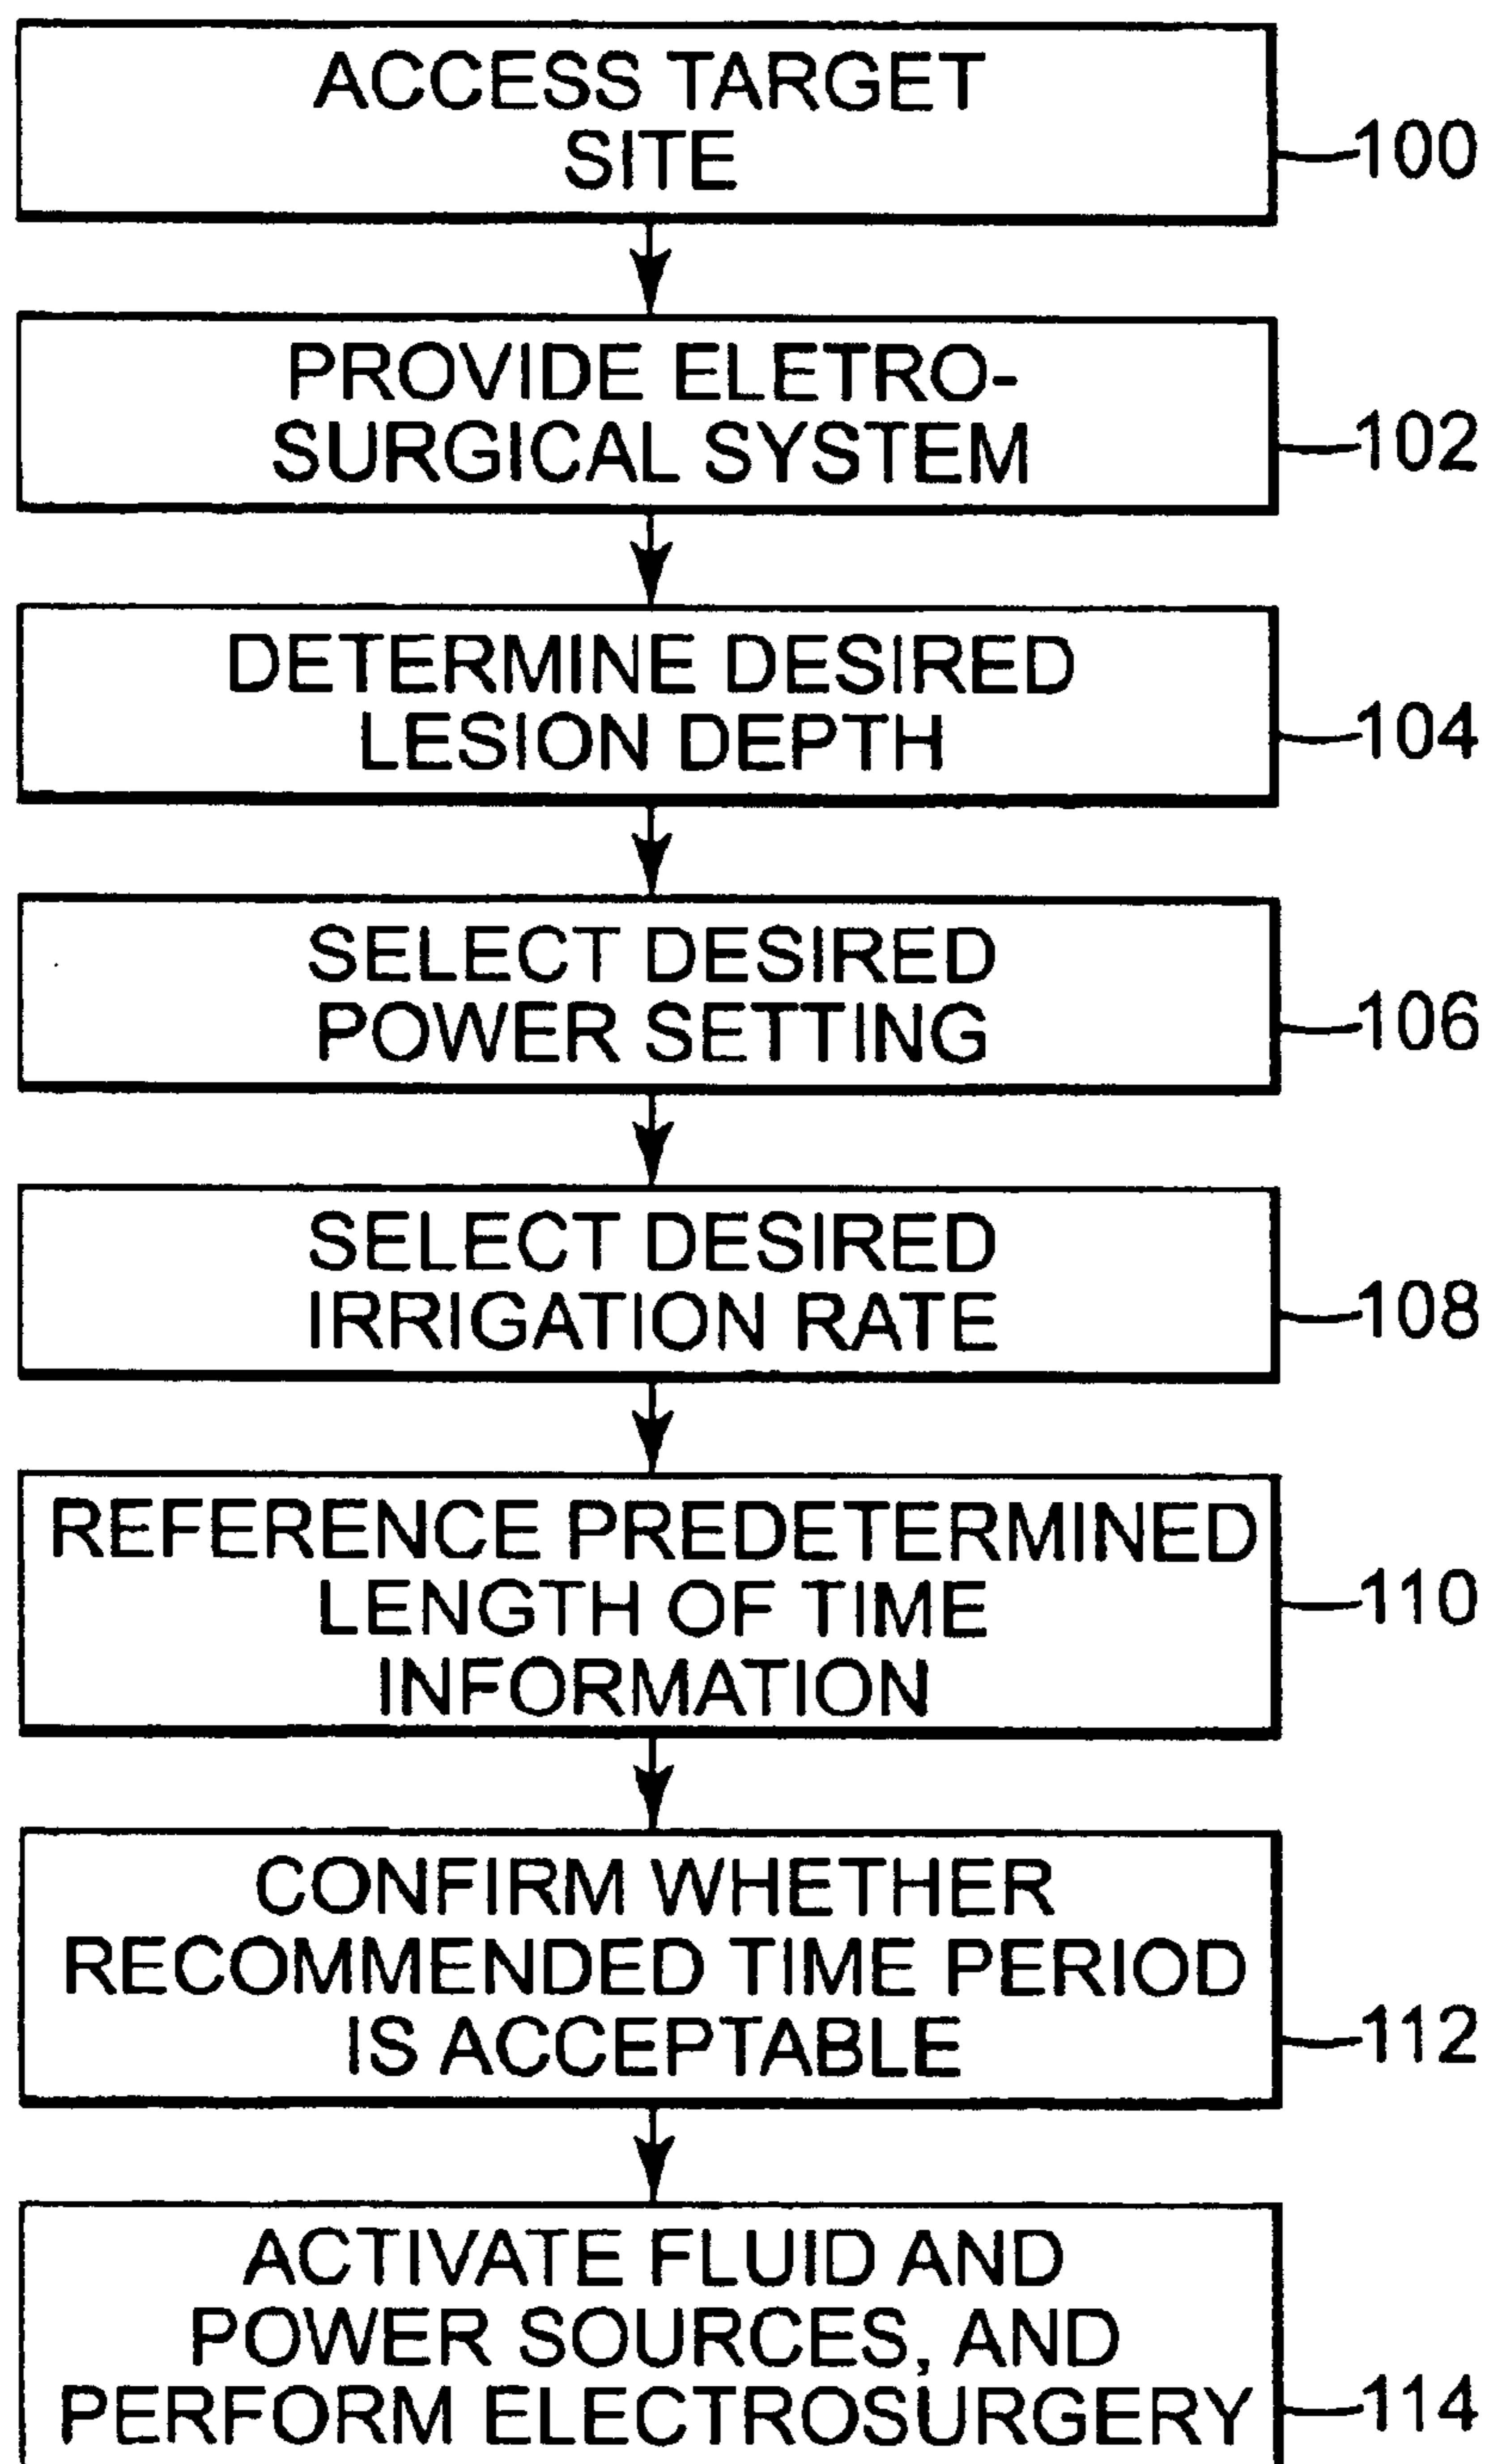 ACCESS TARGET
SITE
100
PROVIDE ELETRO-
SURGICAL SYSTEM
102
DETERMINE DESIRED
LESION DEPTH
104
SELECT DESIRED
POWER SETTING
106
SELECT DESIRED
IRRIGATION RATE
108
REFERENCE PREDETERMINED
LENGTH OF TIME
INFORMATION
110
CONFIRM WHETHER
RECOMMENDED TIME PERIOD
IS ACCEPTABLE
112
ACTIVATE FLUID AND
POWER SOURCES, AND
PERFORM ELECTROSURGERY
114